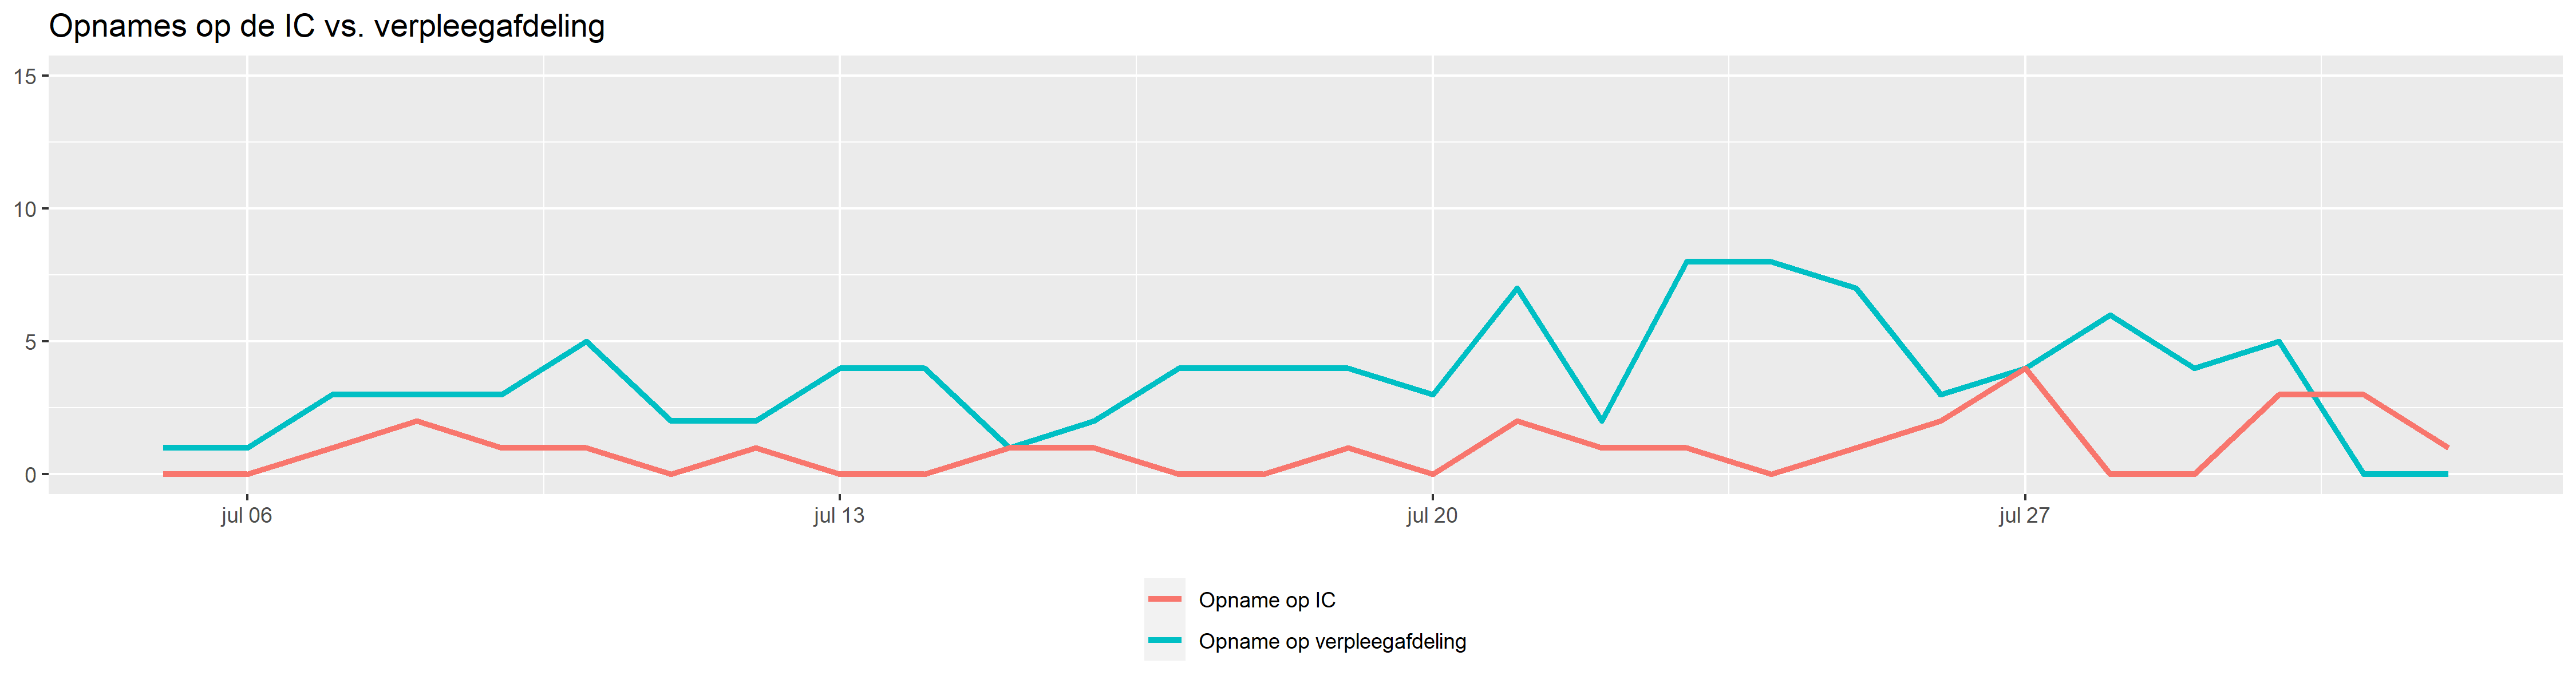 Opnames op de IC vs. verpleegafdeling
15
10
5
0
jul 06 jul 13 jul 20 jul 27
Opname op IC
Opname op verpleegafdeling